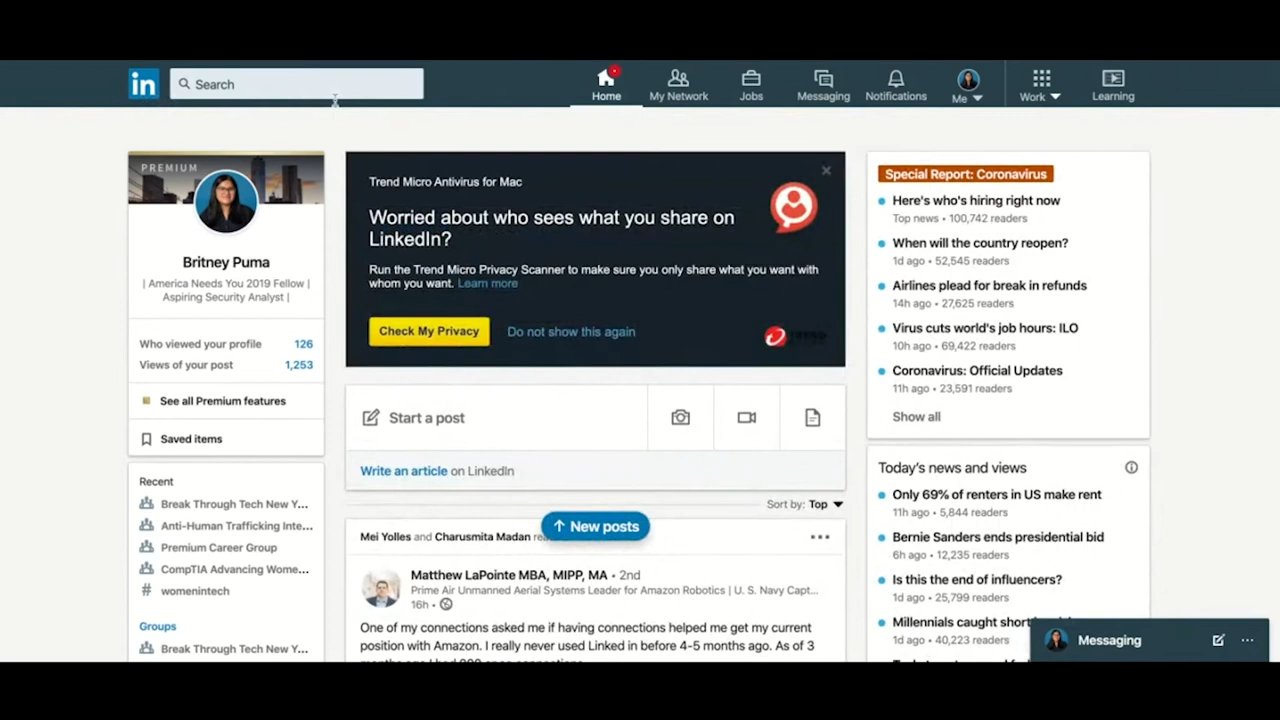 in
Search
Home
My Network
Jobs
Messaging
Notifications
Me
Work
Learning
PREMIUM
Britney Puma
| America Needs You 2019 Fellow |
Aspiring Security Analyst |
Who viewed your profile 126
Views of your post 1,253
See all Premium features
Saved items
Recent
Break Through Tech New Y...
Anti-Human Trafficking Inte...
Premium Career Group
CompTIA Advancing Wome...
# womenintech
Groups
Break Through Tech New Y...
Trend Micro Antivirus for Mac
Worried about who sees what you share on
LinkedIn?
Run the Trend Micro Privacy Scanner to make sure you only share what you want with
whom you want. Learn more
Check My Privacy
Do not show this again
Start a post
Write an article on LinkedIn
Sort by: Top
New posts
Mei Yolles and Charusmita Madan
Matthew LaPointe MBA, MIPP, MA • 2nd
Prime Air Unmanned Aerial Systems Leader for Amazon Robotics | U. S. Navy Capt...
16h •
One of my connections asked me if having connections helped me get my current
position with Amazon. I really never used Linked in before 4-5 months ago. As of 3
Special Report: Coronavirus
Here's who's hiring right now
Top news • 100,742 readers
When will the country reopen?
1d ago • 52,545 readers
Airlines plead for break in refunds
14h ago • 27,625 readers
Virus cuts world's job hours: ILO
10h ago • 69,422 readers
Coronavirus: Official Updates
11h ago • 23,591 readers
Show all
Today's news and views
Only 69% of renters in US make rent
11h ago • 5,844 readers
Bernie Sanders ends presidential bid
6h ago • 12,235 readers
Is this the end of influencers?
1d ago • 25,799 readers
Millennials caught
1d ago • 40,223 readers
Messaging